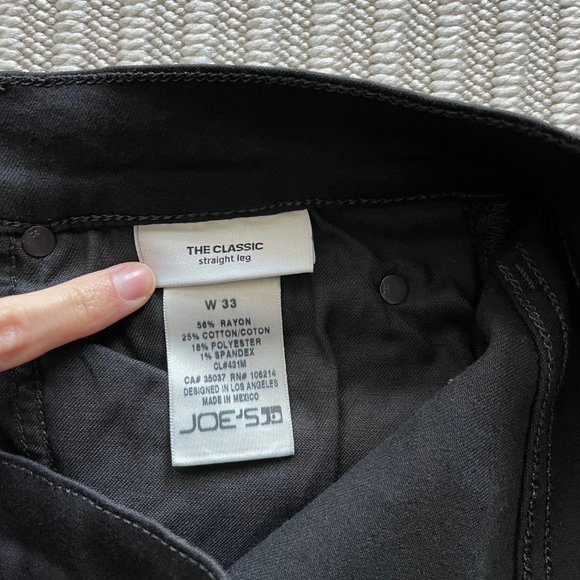 THE CLASSIC
straight leg
W 33
56% RAYON
25% COTTON/COTON
18% POLYESTER
1% SPANDEX
CL#431M
CA# 35037 RN# 106214
DESIGNED IN LOS ANGELES
MADE IN MEXICO
JOE'S